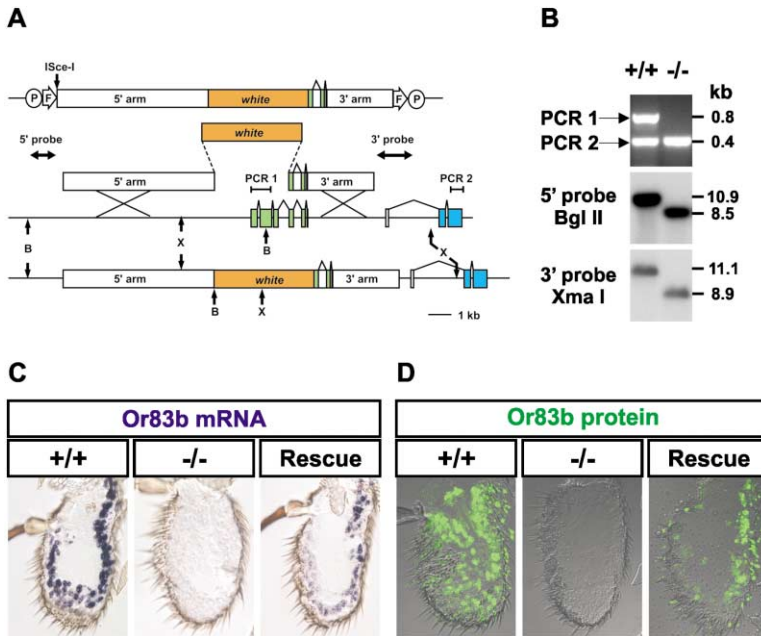 A
ISce-I
P F 5' arm white 3' arm F P
5' probe 3' probe
white
PCR 1 PCR 2
5' arm 3' arm
B X B X
5' arm white 3' arm
B X 1 kb
B
+/+ -/- kb
PCR 1 0.8
PCR 2 0.4
5' probe 10.9
Bgl II 8.5
3' probe 11.1
Xma I 8.9
C
Or83b mRNA
+/+ -/- Rescue
D
Or83b protein
+/+ -/- Rescue